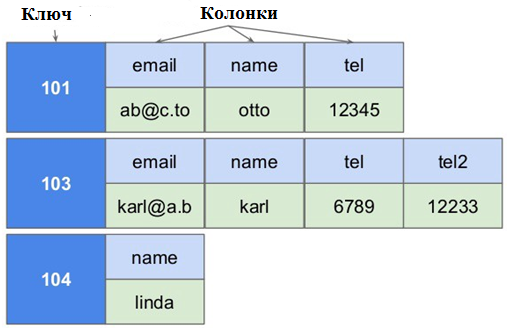 Ключ Колонки
email name tel
101
ab@c.to otto 12345
email name tel tel2
103
karl@a.b karl 6789 12233
name
104
linda